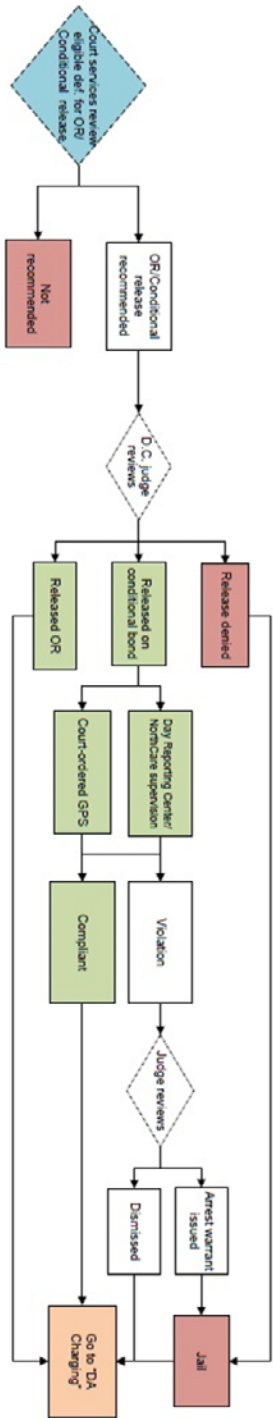 Court services review
eligible def. for OR/
Conditional release
OR/Conditional
release
recommended
Not
recommended
D.C. judge
reviews
Release denied
Released on
conditional bond
Released OR
Day Reporting Center/
NorthCare supervision
Court-ordered GPS
Violation
Compliant
Judge reviews
Arrest warrant
issued
Dismissed
Jail
Go to "DA
Charging"